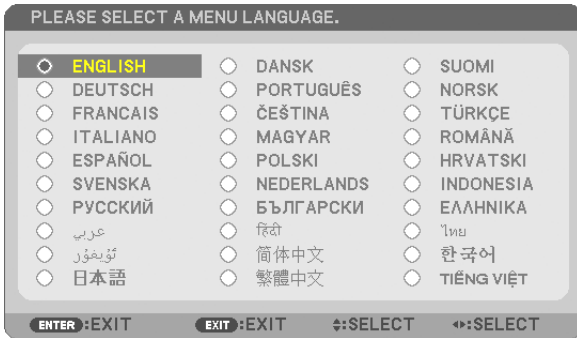 PLEASE SELECT A MENU LANGUAGE.
ENGLISH DANSK SUOMI
DEUTSCH PORTUGUÊS NORSK
FRANCAIS ČEŠTINA TÜRKÇE
ITALIANO MAGYAR ROMÂNĂ
ESPAÑOL POLSKI HRVATSKI
SVENSKA NEDERLANDS INDONESIA
РУССКИЙ БЪЛГАРСКИ ΕΛΛΗΝΙΚΑ
عربي हिंदी ไทย
ئۇيغۇر 简体中文 한국어
日本語 繁體中文 TIẾNG VIỆT
ENTER :EXIT EXIT :EXIT :SELECT :SELECT